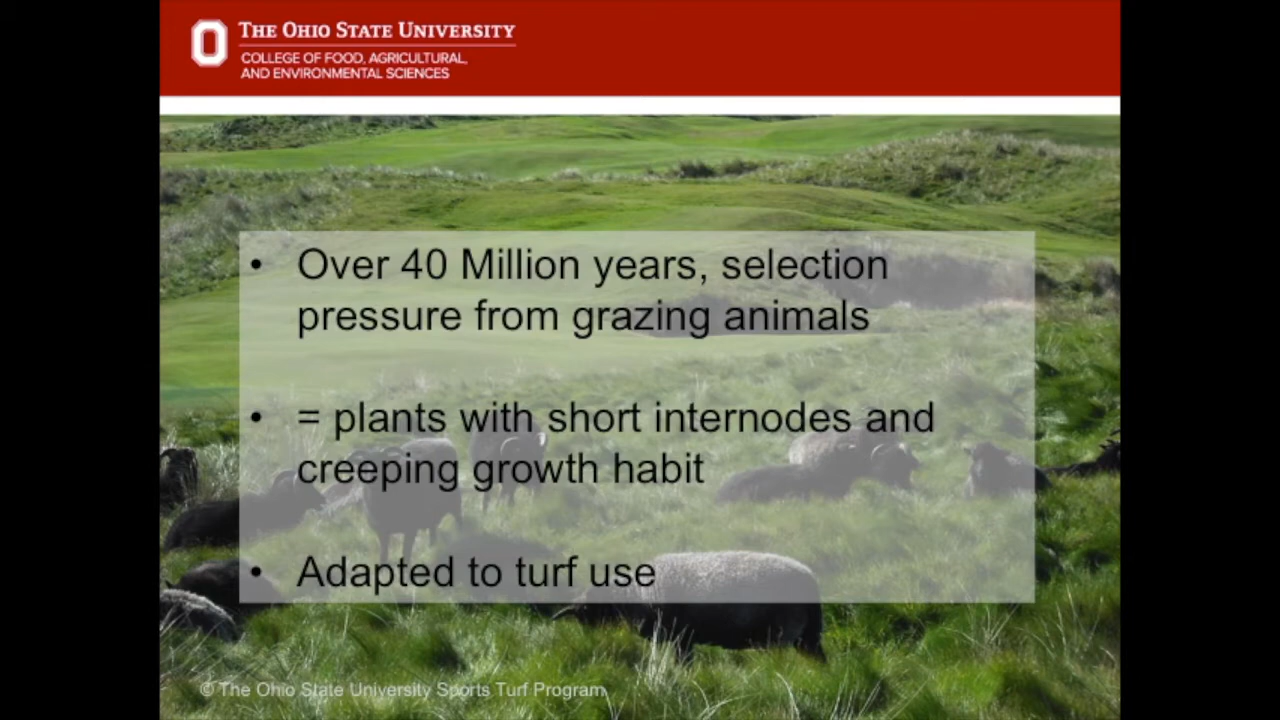 THE OHIO STATE UNIVERSITY
COLLEGE OF FOOD, AGRICULTURAL,
AND ENVIRONMENTAL SCIENCES
• Over 40 Million years, selection
pressure from grazing animals
• = plants with short internodes and
creeping growth habit
• Adapted to turf use
© The Ohio State University Sports Turf Program